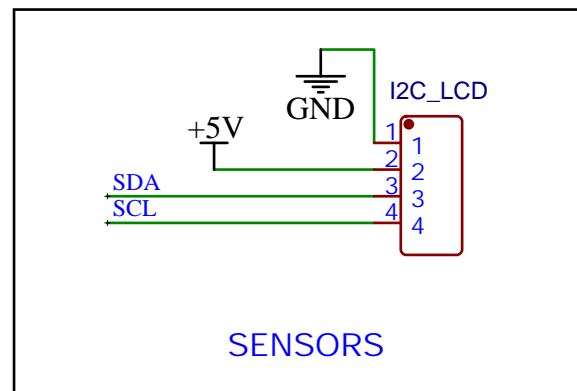 I2C_LCD
GND
+5V
1 1
2 2
SDA 3 3
SCL 4 4
SENSORS